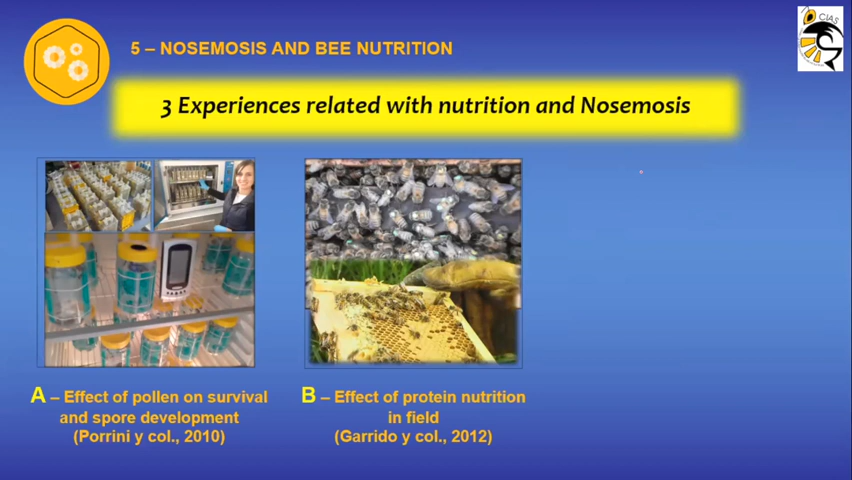 CIAS
5 – NOSEMOSIS AND BEE NUTRITION
3 Experiences related with nutrition and Nosemosis
A – Effect of pollen on survival
and spore development
(Porrini y col., 2010)
B – Effect of protein nutrition
in field
(Garrido y col., 2012)